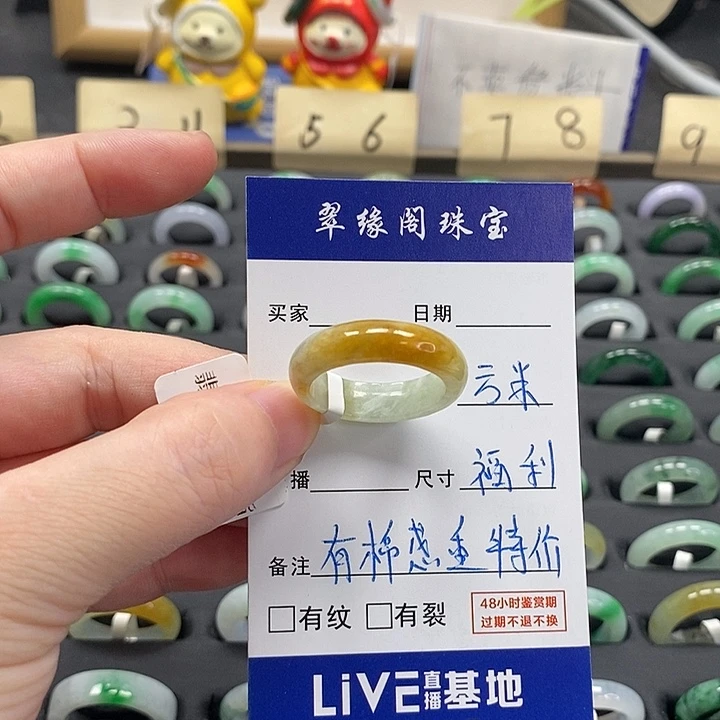 5 6
7 8
9
翠缘阁珠宝
买家 日期
云米
播 尺寸 福利
备注 有棉感重特价
□有纹 □有裂
48小时鉴赏期
过期不退不换
LiVE直播基地